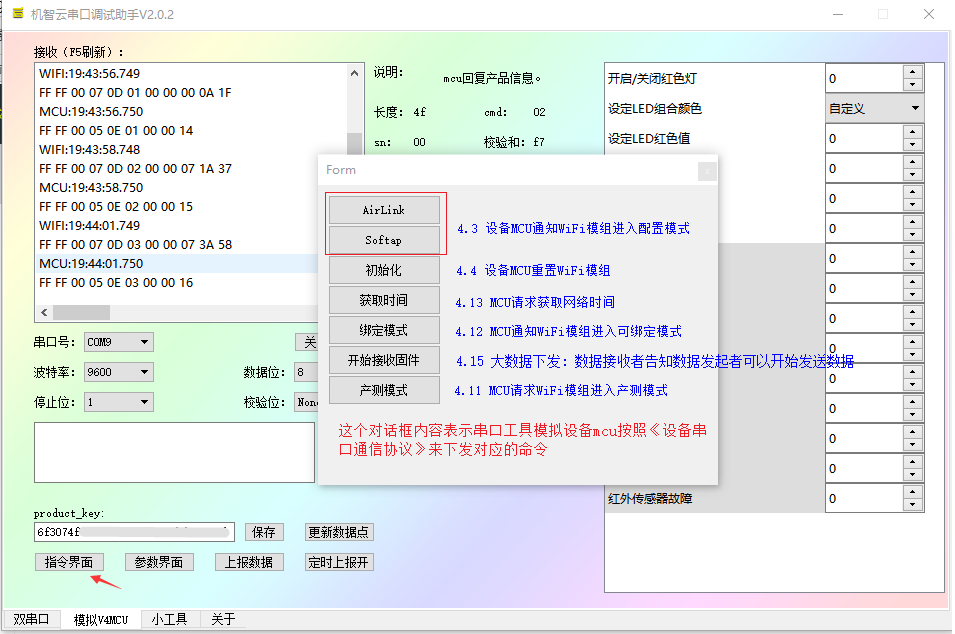 机智云串口调试助手V2.0.2
接收（F5刷新）:
WIFI:19:43:56.749
FF FF 00 07 0D 01 00 00 00 0A 1F
MCU:19:43:56.750
FF FF 00 05 0E 01 00 00 14
WIFI:19:43:58.748
FF FF 00 07 0D 02 00 00 07 1A 37
MCU:19:43:58.750
FF FF 00 05 0E 02 00 00 15
WIFI:19:44:01.749
FF FF 00 07 0D 03 00 00 07 3A 58
MCU:19:44:01.750
FF FF 00 05 0E 03 00 00 16
说明: mcu回复产品信息。
长度: 4f cmd: 02
sn: 00 校验和: f7
开启/关闭红色灯 0
设定LED组合颜色 自定义
设定LED红色值 0
0
0
0
0
0
0
0
0
0
0
0
红外传感器故障 0
Form
AirLink
Softap
4.3 设备MCU通知WiFi模组进入配置模式
初始化 4.4 设备MCU重置WiFi模组
获取时间 4.13 MCU请求获取网络时间
绑定模式 4.12 MCU通知WiFi模组进入可绑定模式
开始接收固件 4.15 大数据下发: 数据接收者告知数据发起者可以开始发送数据
产测模式 4.11 MCU请求WiFi模组进入产测模式
这个对话框内容表示串口工具模拟设备mcu按照《设备串
口通信协议》来下发对应的命令
串口号: COM9 关
波特率: 9600 数据位: 8
停止位: 1 校验位: None
product_key:
6f3074f 保存 更新数据点
指令界面 参数界面 上报数据 定时上报开
双串口 模拟V4MCU 小工具 关于